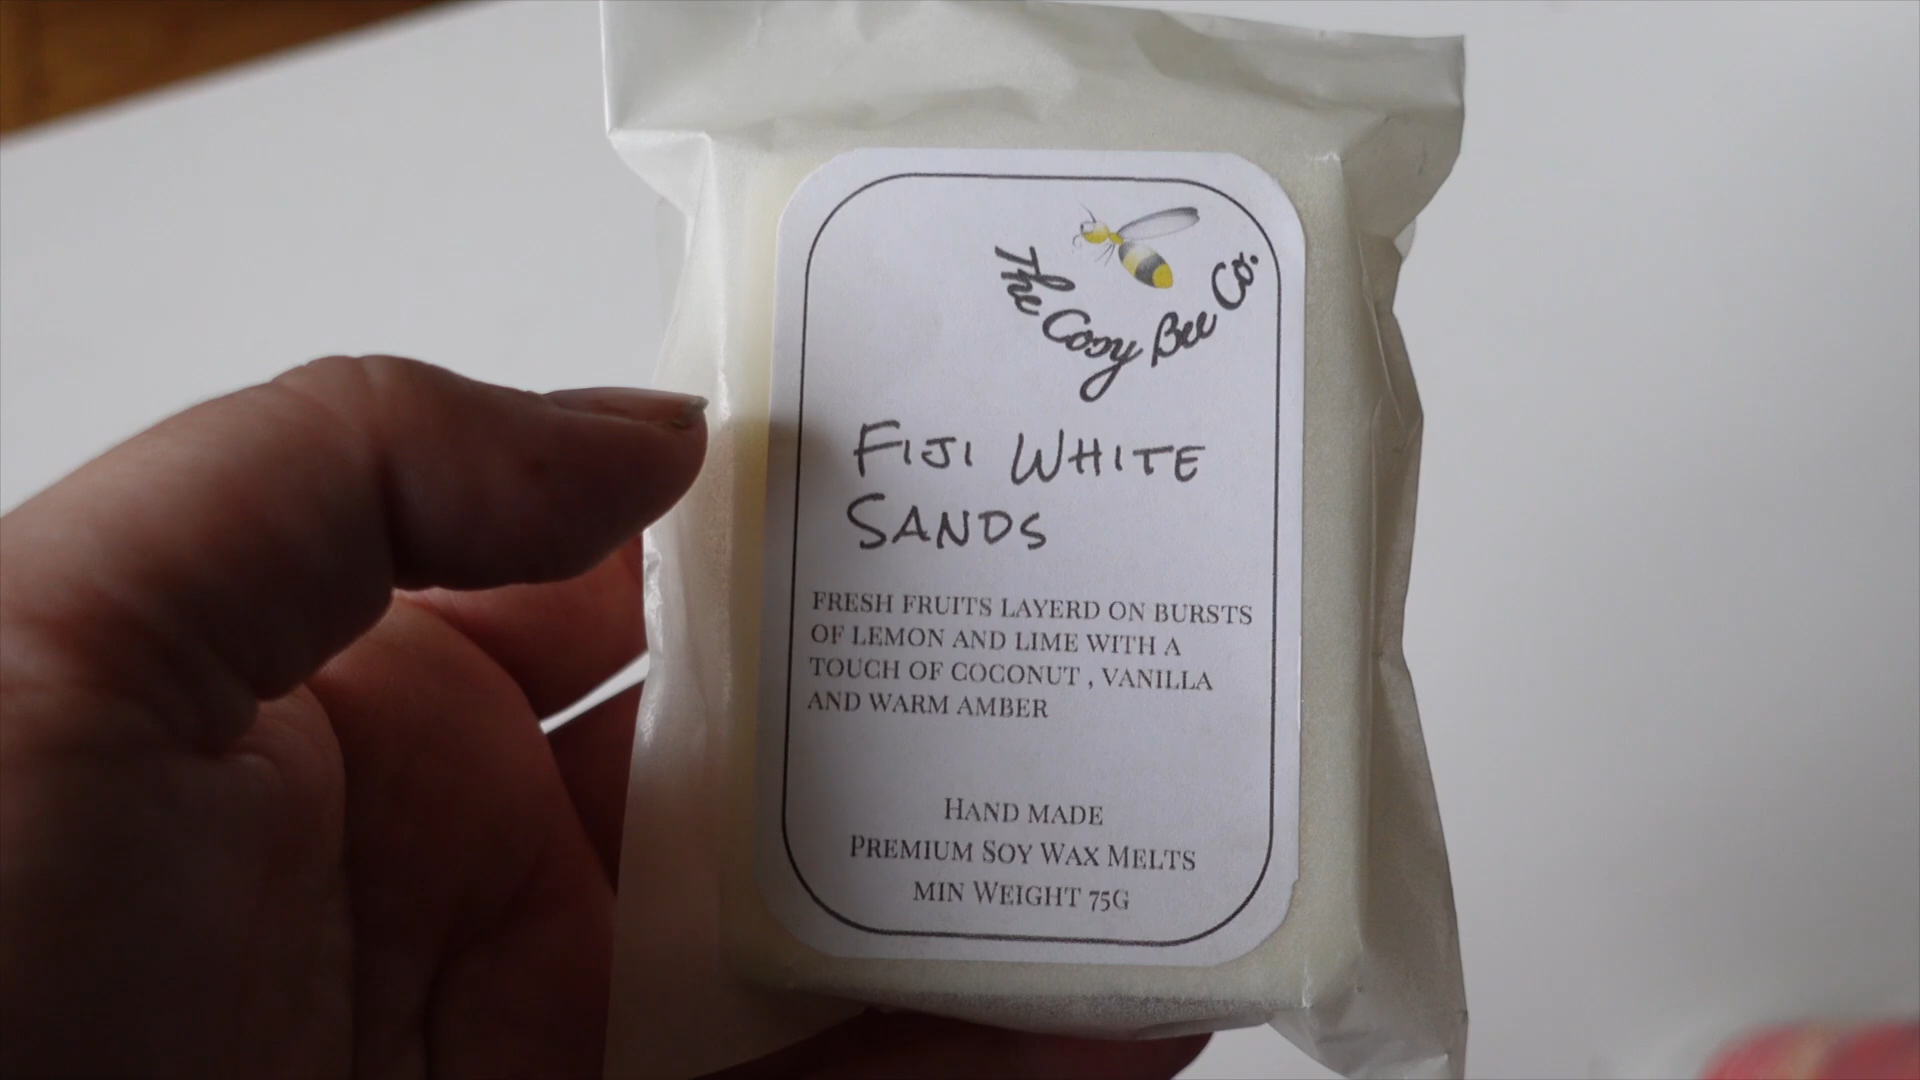 The Cosy Bee Co.
FIJI WHITE
SANDS
FRESH FRUITS LAYERD ON BURSTS
OF LEMON AND LIME WITH A
TOUCH OF COCONUT , VANILLA
AND WARM AMBER
HAND MADE
PREMIUM SOY WAX MELTS
MIN WEIGHT 75G